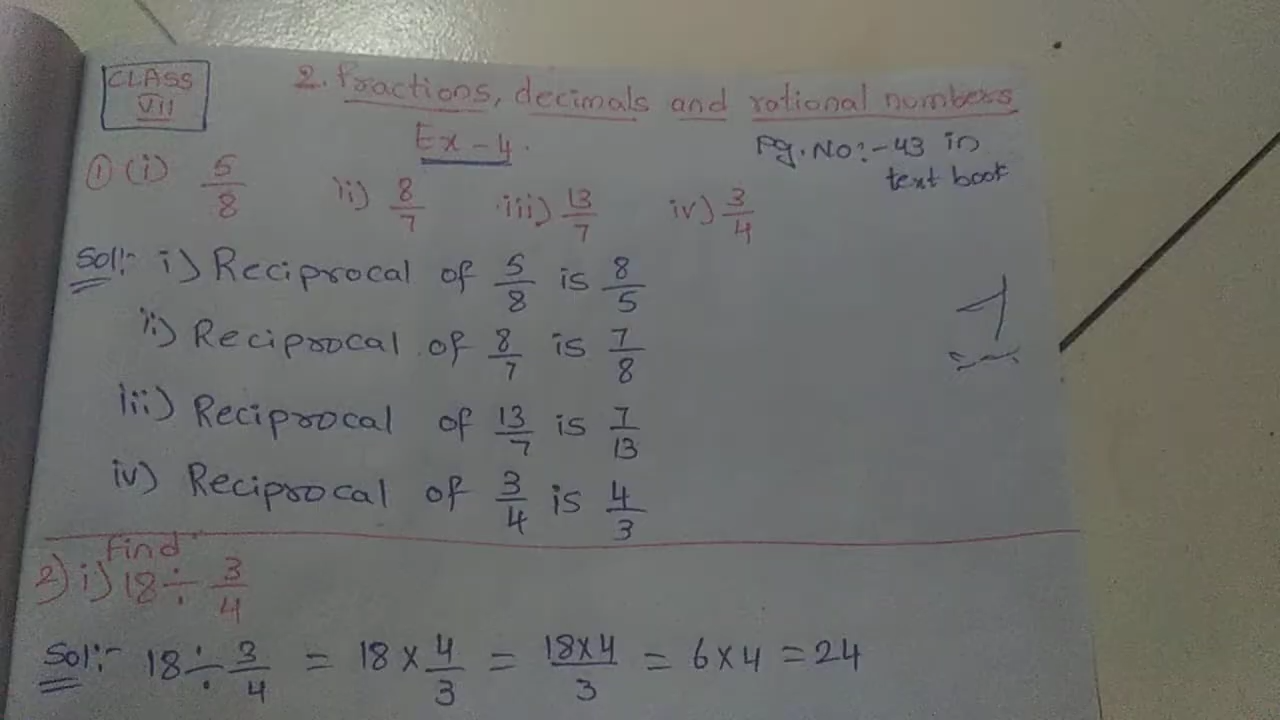 CLASS
VII
2. Fractions, decimals and rational numbers
Ex - 4.
Pg.No:- 43 in
text book
① (i) 5/8 ii) 8/7 iii) 13/7 iv) 3/4
Sol:- i) Reciprocal of 5/8 is 8/5
ii) Reciprocal of 8/7 is 7/8
iii) Reciprocal of 13/7 is 7/13
iv) Reciprocal of 3/4 is 4/3
1
Find
2) i) 18 ÷ 3/4
Sol:- 18 ÷ 3/4 = 18 × 4/3 = 18×4/3 = 6×4 = 24